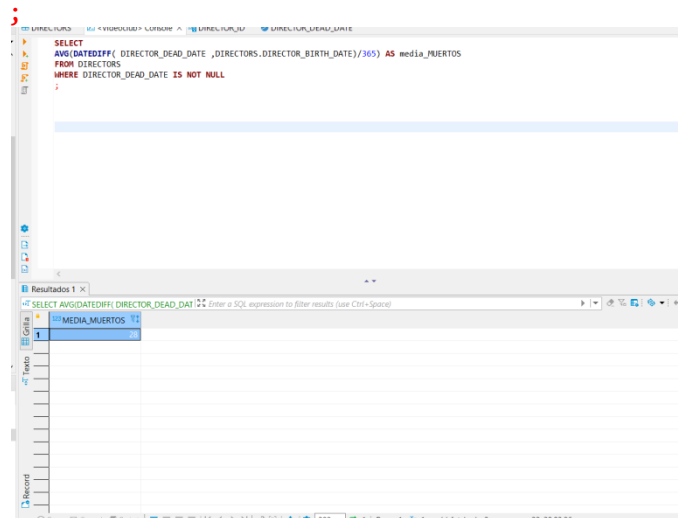 ;
DIRECTORS <Videoclub> Console × DIRECTOR_ID DIRECTOR_DEAD_DATE
SELECT
AVG(DATEDIFF( DIRECTOR_DEAD_DATE ,DIRECTORS.DIRECTOR_BIRTH_DATE)/365) AS media_MUERTOS
FROM DIRECTORS
WHERE DIRECTOR_DEAD_DATE IS NOT NULL
;
Resultados 1 ×
SELECT AVG(DATEDIFF( DIRECTOR_DEAD_DAT Enter a SQL expression to filter results (use Ctrl+Space)
Grilla
123 MEDIA_MUERTOS
1
Texto
Record